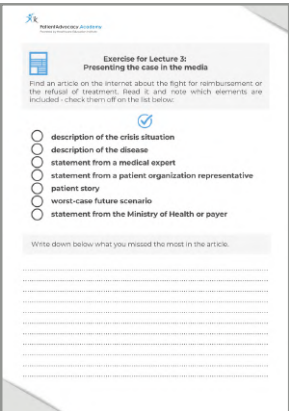 PatientAdvocacy.Academy
Exercise for Lecture 3:
Presenting the case in the media
Find an article on the Internet about the fight for reimbursement or
the refusal of treatment. Read it and note which elements are
included - check them off on the list below:
description of the crisis situation
description of the disease
statement from a medical expert
statement from a patient organization representative
patient story
worst-case future scenario
statement from the Ministry of Health or payer
Write down below what you missed the most in the article.